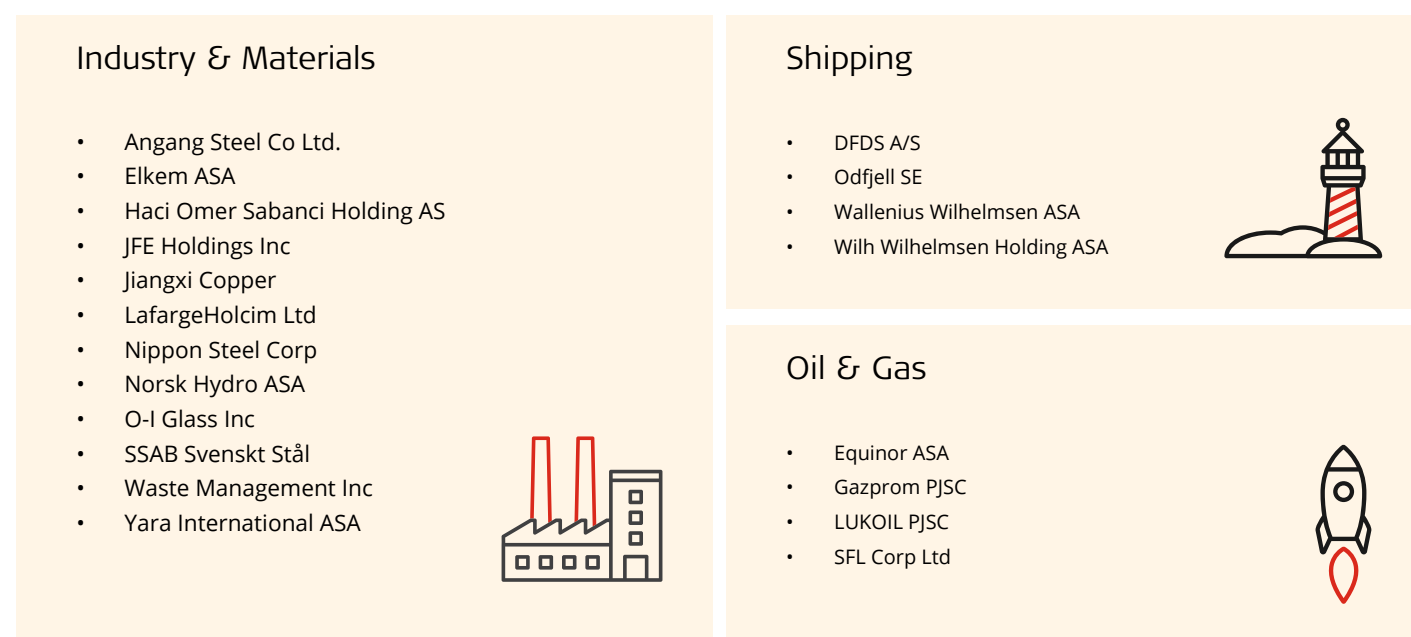 Industry & Materials
• Angang Steel Co Ltd.
• Elkem ASA
• Haci Omer Sabanci Holding AS
• JFE Holdings Inc
• Jiangxi Copper
• LafargeHolcim Ltd
• Nippon Steel Corp
• Norsk Hydro ASA
• O-I Glass Inc
• SSAB Svenskt Stål
• Waste Management Inc
• Yara International ASA
Shipping
• DFDS A/S
• Odfjell SE
• Wallenius Wilhelmsen ASA
• Wilh Wilhelmsen Holding ASA
Oil & Gas
• Equinor ASA
• Gazprom PJSC
• LUKOIL PJSC
• SFL Corp Ltd